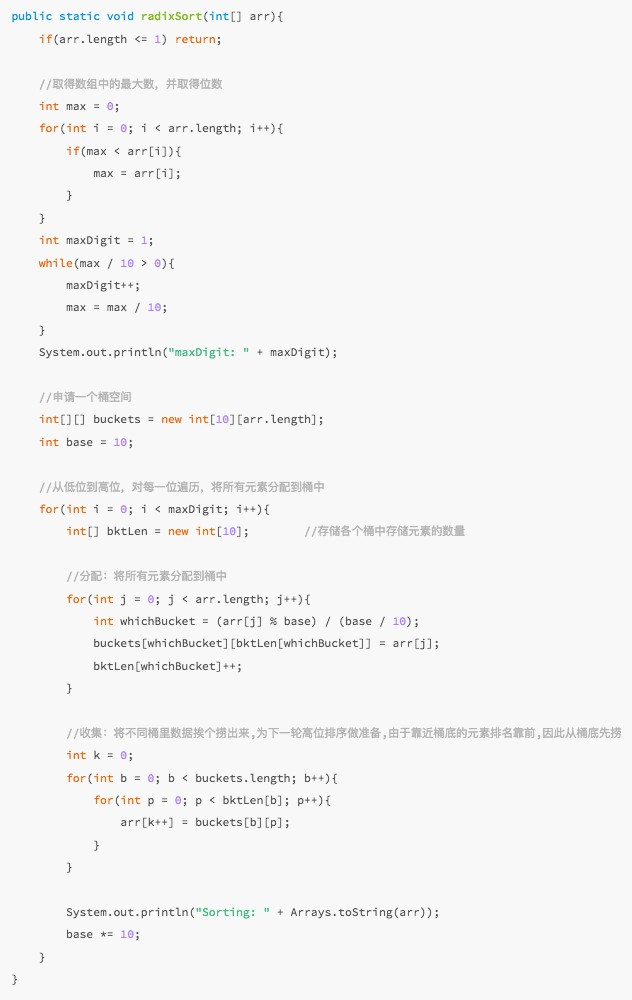 public static void radixSort(int[] arr){
    if(arr.length <= 1) return;

    //取得数组中的最大数，并取得位数
    int max = 0;
    for(int i = 0; i < arr.length; i++){
        if(max < arr[i]){
            max = arr[i];
        }
    }
    int maxDigit = 1;
    while(max / 10 > 0){
        maxDigit++;
        max = max / 10;
    }
    System.out.println("maxDigit: " + maxDigit);

    //申请一个桶空间
    int[][] buckets = new int[10][arr.length];
    int base = 10;

    //从低位到高位，对每一位遍历，将所有元素分配到桶中
    for(int i = 0; i < maxDigit; i++){
        int[] bktLen = new int[10];        //存储各个桶中存储元素的数量

        //分配：将所有元素分配到桶中
        for(int j = 0; j < arr.length; j++){
            int whichBucket = (arr[j] % base) / (base / 10);
            buckets[whichBucket][bktLen[whichBucket]] = arr[j];
            bktLen[whichBucket]++;
        }

        //收集：将不同桶里数据挨个捞出来,为下一轮高位排序做准备,由于靠近桶底的元素排名靠前,因此从桶底先捞
        int k = 0;
        for(int b = 0; b < buckets.length; b++){
            for(int p = 0; p < bktLen[b]; p++){
                arr[k++] = buckets[b][p];
            }
        }

        System.out.println("Sorting: " + Arrays.toString(arr));
        base *= 10;
    }
}